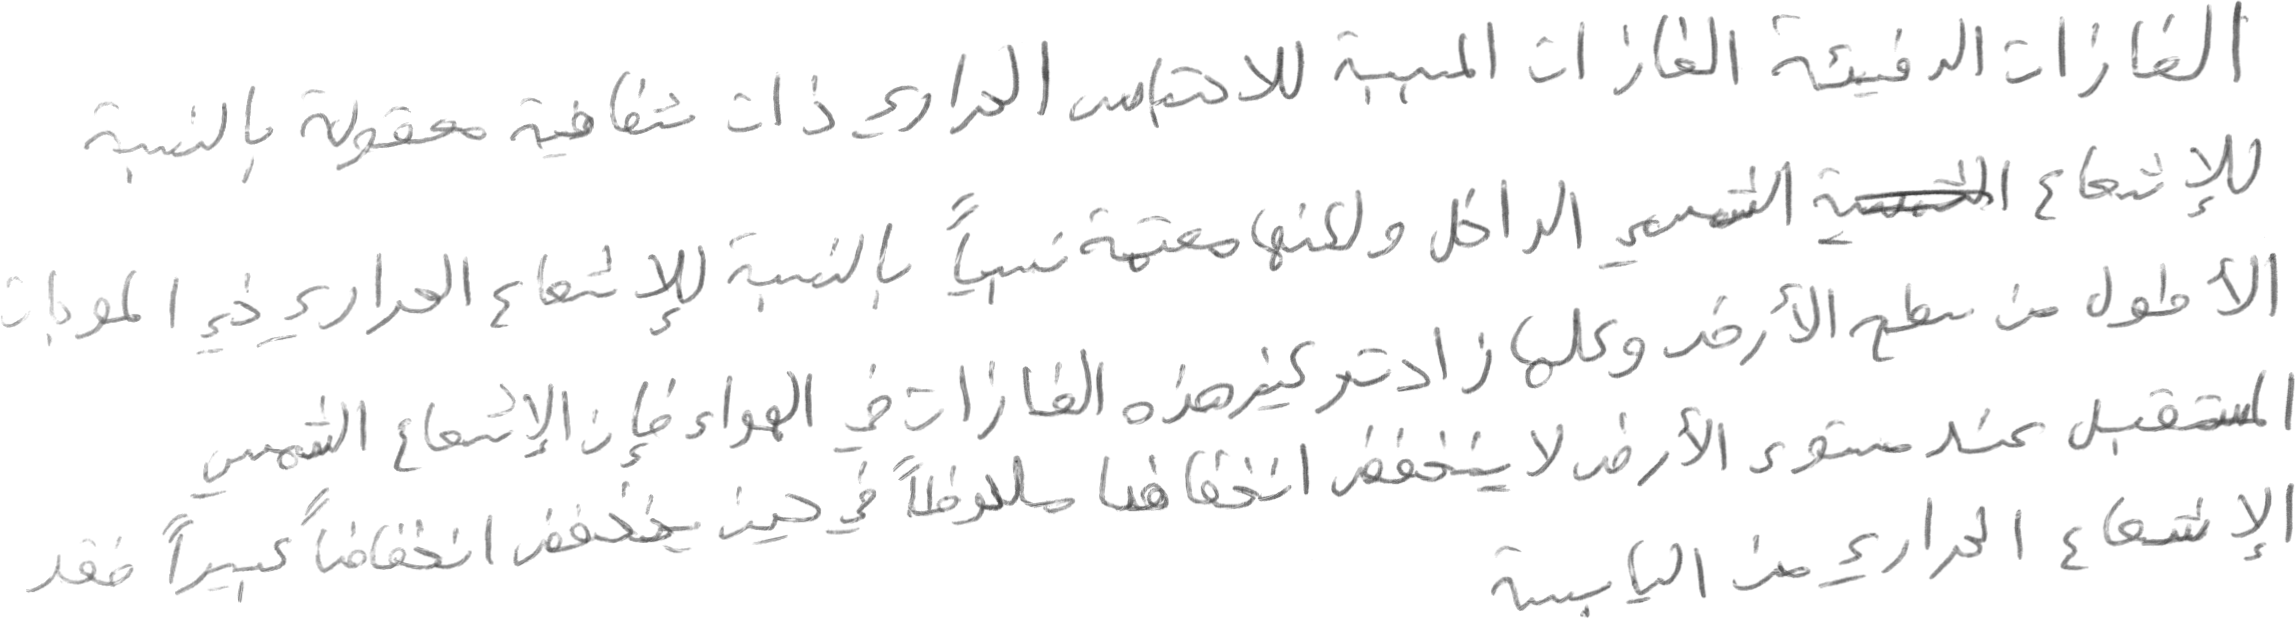 الغازات الدفيئة الغازات المسببة للاحتباس الحراري ذات شفافية معقولة بالنسبة
للإشعاع الشمسي الداخل ولكنها معتمة نسبياً بالنسبة للإشعاع الحراري ذي الموجات
الأطول من سطح الأرض وكلما زاد تركيز هذه الغازات في الهواء فإن الإشعاع الشمسي
المستقبل عند مستوى الأرض لا ينخفض انخفاضا ملحوظاً في حين ينخفض انخفاضاً كبيراً فقد
الإشعاع الحراري من اليابسة